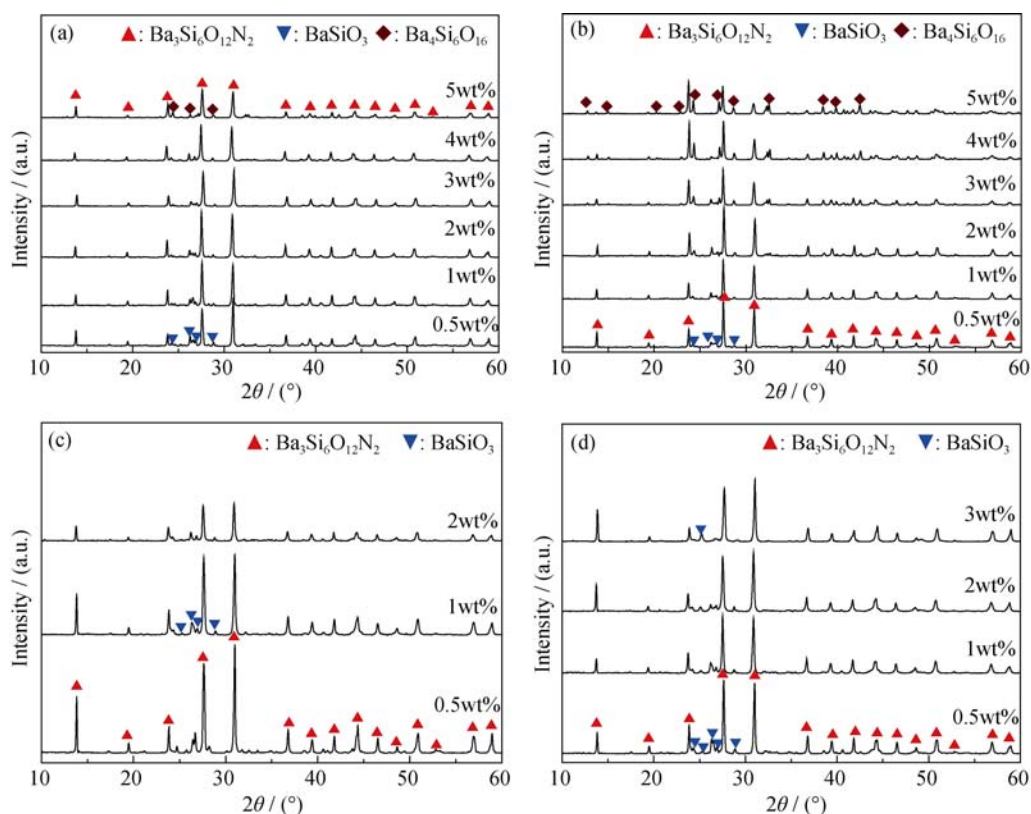 (a) ▲: Ba₃Si₆O₁₂N₂ ▼: BaSiO₃ ◆: Ba₄Si₆O₁₆
5wt%
4wt%
3wt%
2wt%
1wt%
0.5wt%
Intensity / (a.u.)
10 20 30 40 50 60
2θ / (°)
(b) ▲: Ba₃Si₆O₁₂N₂ ▼: BaSiO₃ ◆: Ba₄Si₆O₁₆
5wt%
4wt%
3wt%
2wt%
1wt%
0.5wt%
Intensity / (a.u.)
10 20 30 40 50 60
2θ / (°)
(c) ▲: Ba₃Si₆O₁₂N₂ ▼: BaSiO₃
2wt%
1wt%
0.5wt%
Intensity / (a.u.)
10 20 30 40 50 60
2θ / (°)
(d) ▲: Ba₃Si₆O₁₂N₂ ▼: BaSiO₃
3wt%
2wt%
1wt%
0.5wt%
Intensity / (a.u.)
10 20 30 40 50 60
2θ / (°)